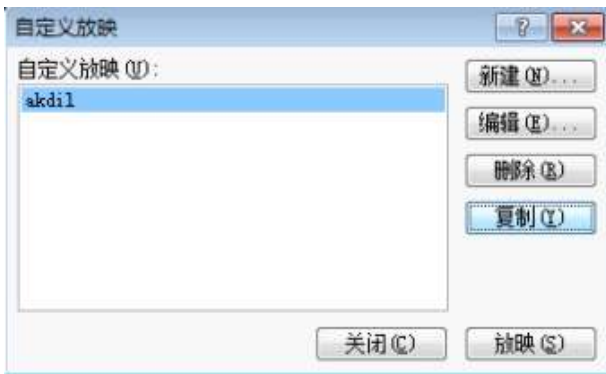 自定义放映
自定义放映(U):
akdil
新建(N)...
编辑(E)...
删除(R)
复制(Y)
关闭(C)
放映(S)